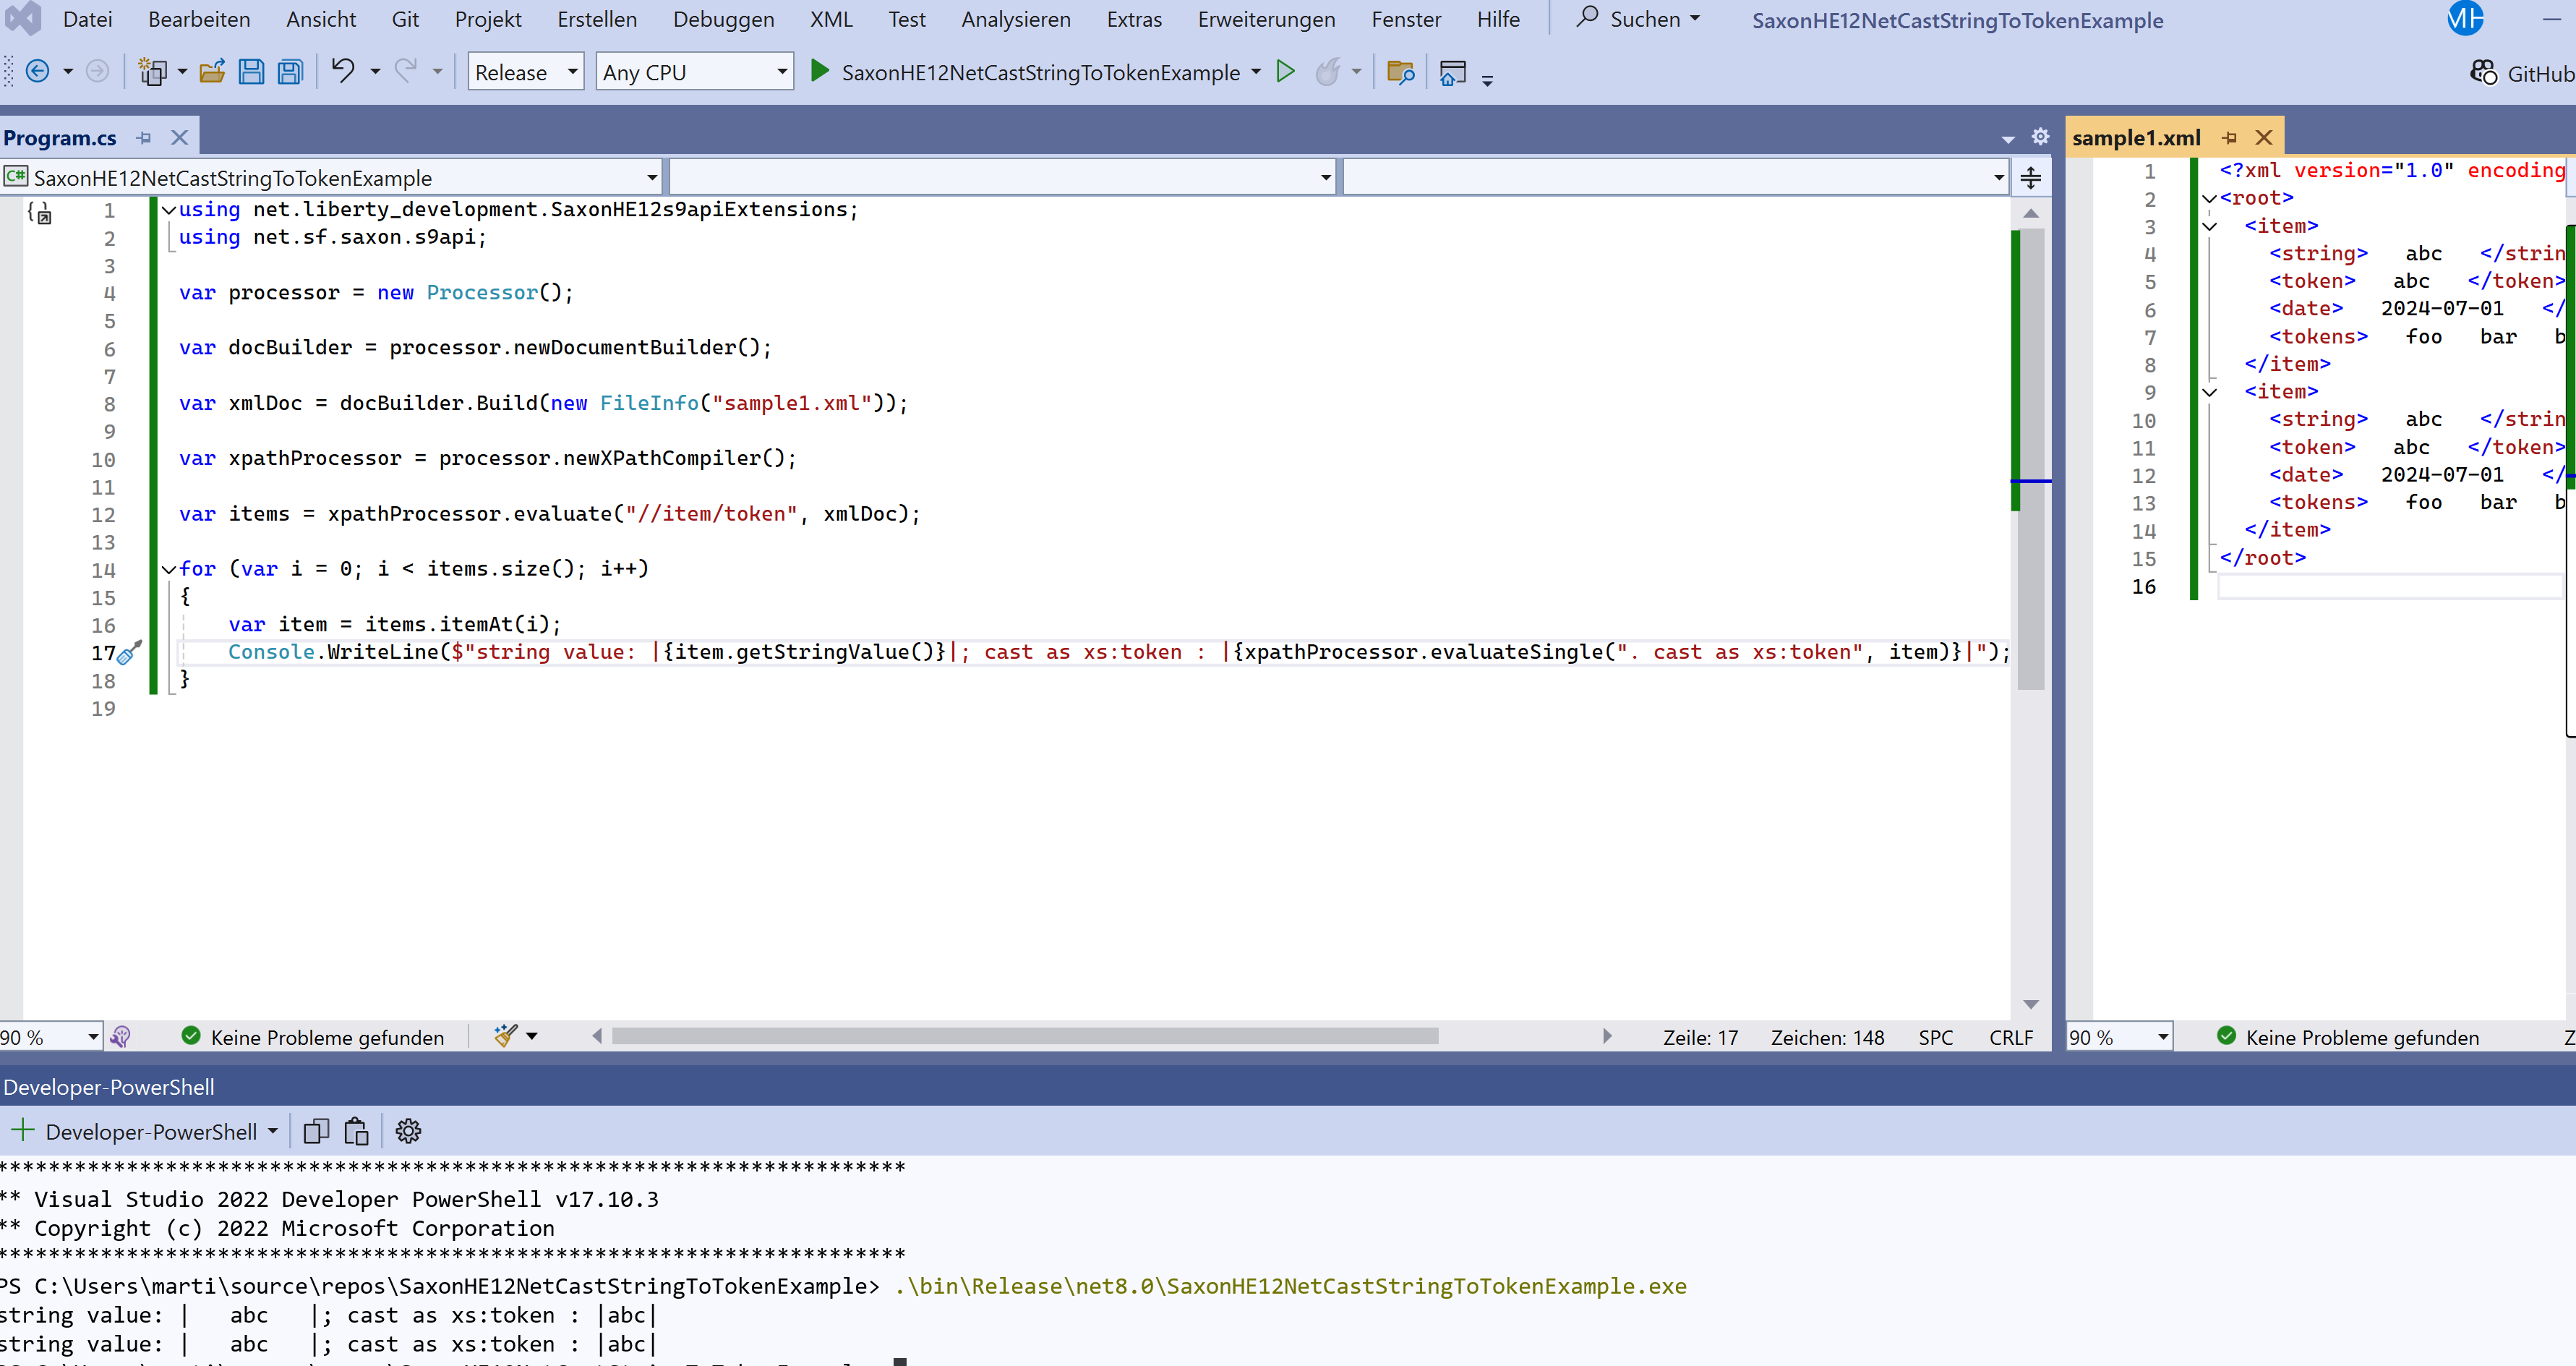 Datei Bearbeiten Ansicht Git Projekt Erstellen Debuggen XML Test Analysieren Extras Erweiterungen Fenster Hilfe Suchen SaxonHE12NetCastStringToTokenExample MH
Release Any CPU SaxonHE12NetCastStringToTokenExample GitHub
Program.cs
SaxonHE12NetCastStringToTokenExample
1 using net.liberty_development.SaxonHE12s9apiExtensions;
2 using net.sf.saxon.s9api;
3
4 var processor = new Processor();
5
6 var docBuilder = processor.newDocumentBuilder();
7
8 var xmlDoc = docBuilder.Build(new FileInfo("sample1.xml"));
9
10 var xpathProcessor = processor.newXPathCompiler();
11
12 var items = xpathProcessor.evaluate("//item/token", xmlDoc);
13
14 for (var i = 0; i < items.size(); i++)
15 {
16 var item = items.itemAt(i);
17 Console.WriteLine($"string value: |{item.getStringValue()}|; cast as xs:token : |{xpathProcessor.evaluateSingle(". cast as xs:token", item)}|");
18 }
19
90 % Keine Probleme gefunden Zeile: 17 Zeichen: 148 SPC CRLF
sample1.xml
1 <?xml version="1.0" encoding
2 <root>
3 <item>
4 <string>   abc   </strin
5 <token>   abc   </token>
6 <date>   2024-07-01   </
7 <tokens>   foo   bar   b
8 </item>
9 <item>
10 <string>   abc   </strin
11 <token>   abc   </token>
12 <date>   2024-07-01   </
13 <tokens>   foo   bar   b
14 </item>
15 </root>
16
90 % Keine Probleme gefunden Z
Developer-PowerShell
Developer-PowerShell
**********************************************************************
** Visual Studio 2022 Developer PowerShell v17.10.3
** Copyright (c) 2022 Microsoft Corporation
**********************************************************************
PS C:\Users\marti\source\repos\SaxonHE12NetCastStringToTokenExample> .\bin\Release\net8.0\SaxonHE12NetCastStringToTokenExample.exe
string value: |   abc   |; cast as xs:token : |abc|
string value: |   abc   |; cast as xs:token : |abc|